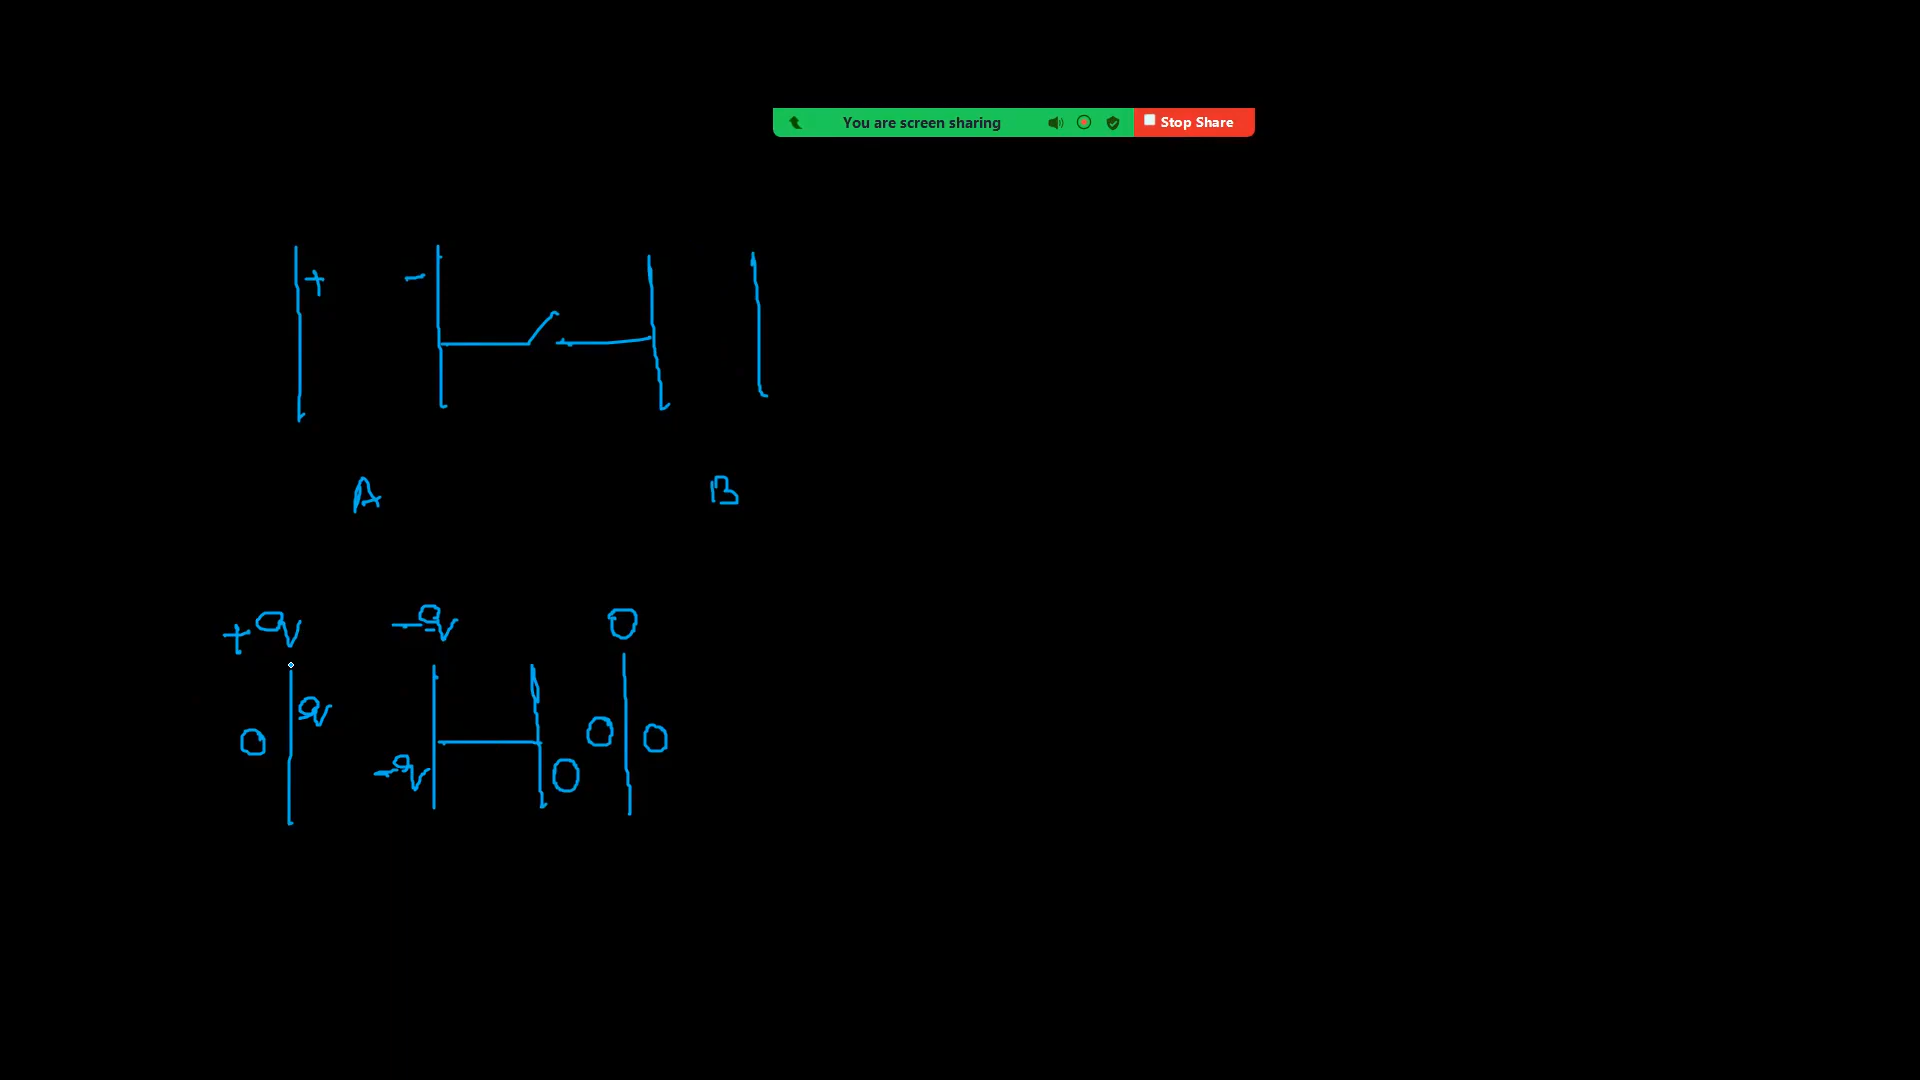 You are screen sharing Stop Share
+ -
A B
+q -q 0
q
0 0 0
-q 0